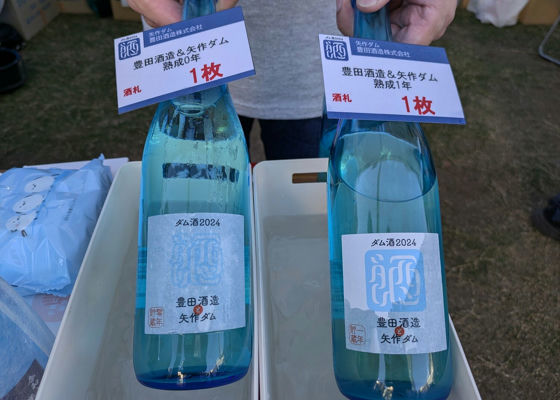 酒
矢作ダム
豊田酒造株式会社
豊田酒造&矢作ダム
熟成0年
酒札
1枚
酒
矢作ダム
豊田酒造株式会社
豊田酒造&矢作ダム
熟成1年
酒札
1枚
ダム酒2024
酒
豊田酒造
と
矢作ダム
ダム酒2024
酒
豊田酒造
と
矢作ダム